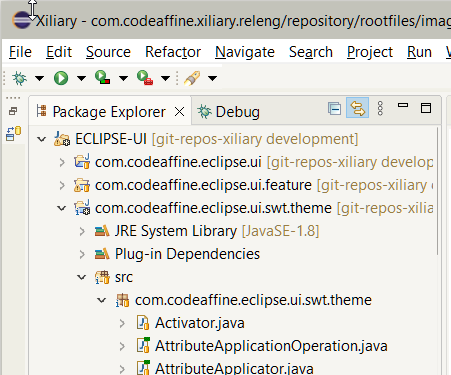 Xiliary - com.codeaffine.xiliary.releng/repository/rootfiles/imag
File Edit Source Refactor Navigate Search Project Run W
Package Explorer Debug
ECLIPSE-UI [git-repos-xiliary development]
com.codeaffine.eclipse.ui [git-repos-xiliary develop
com.codeaffine.eclipse.ui.feature [git-repos-xiliary
com.codeaffine.eclipse.ui.swt.theme [git-repos-xilia
JRE System Library [JavaSE-1.8]
Plug-in Dependencies
src
com.codeaffine.eclipse.ui.swt.theme
Activator.java
AttributeApplicationOperation.java
AttributeApplicator.java